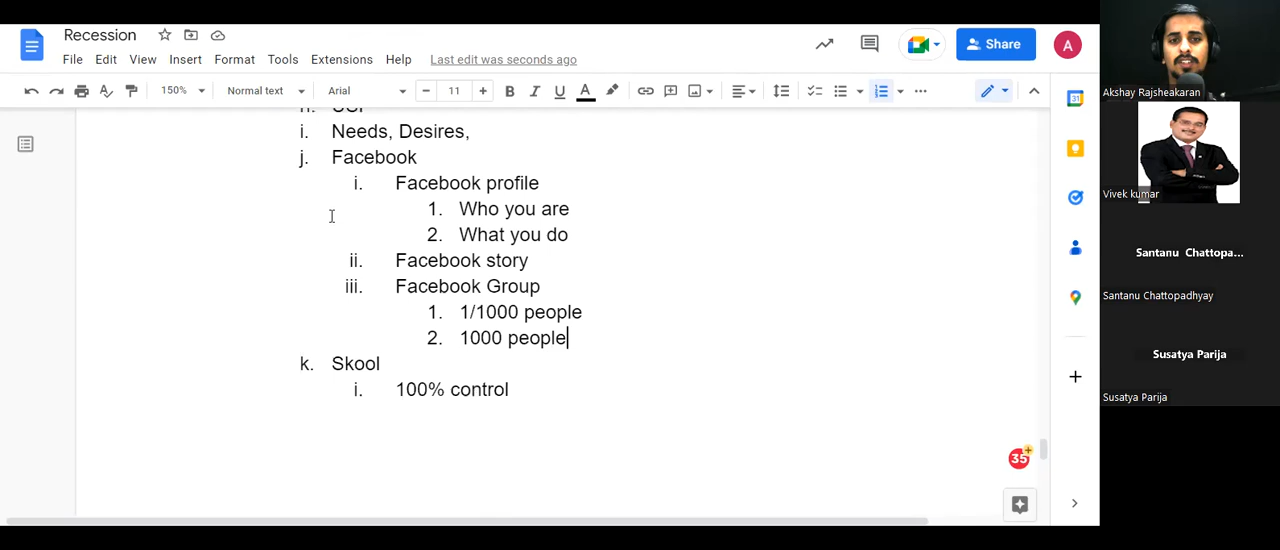 Recession
File Edit View Insert Format Tools Extensions Help Last edit was seconds ago
Share
A
150% Normal text Arial 11 B I U A
i. Needs, Desires,
j. Facebook
i. Facebook profile
1. Who you are
2. What you do
ii. Facebook story
iii. Facebook Group
1. 1/1000 people
2. 1000 people
k. Skool
i. 100% control
35
31
Akshay Rajsheakaran
Vivek kumar
Santanu Chattopa...
Santanu Chattopadhyay
Susatya Parija
Susatya Parija